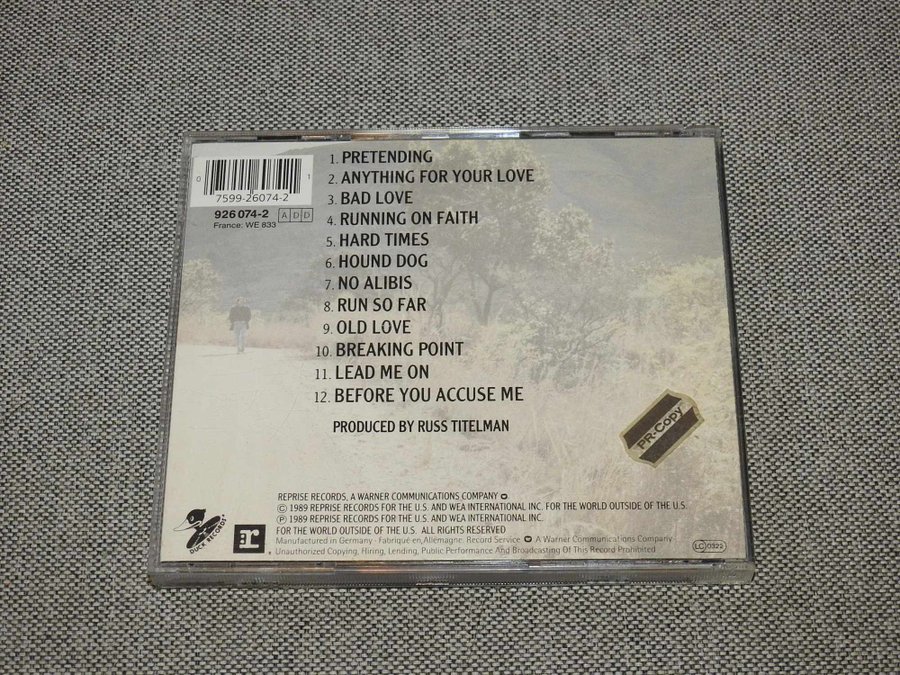 0 7599-26074-2 1
926 074-2 ADD
France: WE 833
1. PRETENDING
2. ANYTHING FOR YOUR LOVE
3. BAD LOVE
4. RUNNING ON FAITH
5. HARD TIMES
6. HOUND DOG
7. NO ALIBIS
8. RUN SO FAR
9. OLD LOVE
10. BREAKING POINT
11. LEAD ME ON
12. BEFORE YOU ACCUSE ME
PRODUCED BY RUSS TITELMAN
PR-Copy
REPRISE RECORDS, A WARNER COMMUNICATIONS COMPANY
Ⓒ 1989 REPRISE RECORDS FOR THE U.S. AND WEA INTERNATIONAL INC. FOR THE WORLD OUTSIDE OF THE U.S.
Ⓟ 1989 REPRISE RECORDS FOR THE U.S. AND WEA INTERNATIONAL INC.
FOR THE WORLD OUTSIDE OF THE U.S. ALL RIGHTS RESERVED
Manufactured in Germany · Fabriqué en Allemagne. Record Service A Warner Communications Company ·
Unauthorized Copying, Hiring, Lending, Public Performance And Broadcasting Of This Record Prohibited
DUCK RECORDS
r
LC 0322